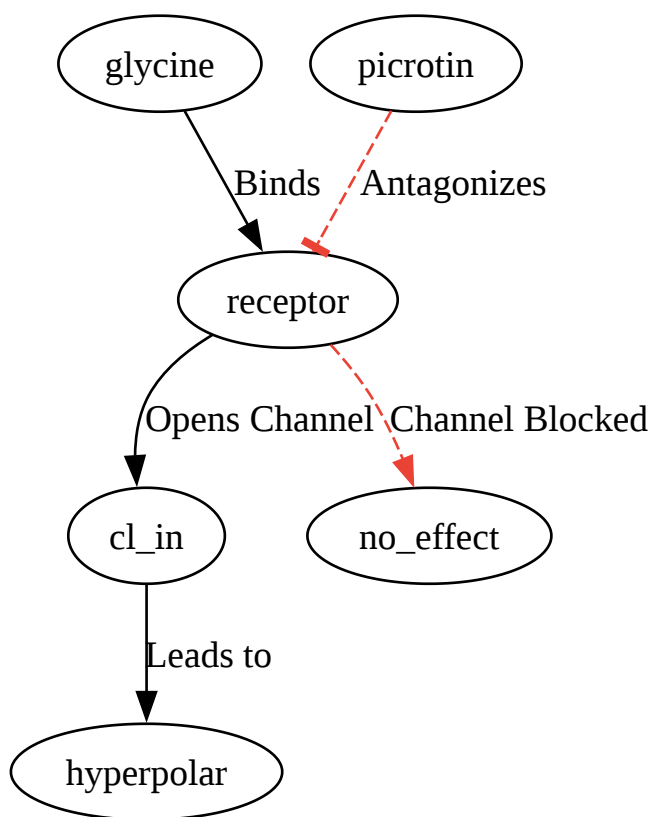 glycine
picrotin
Binds
Antagonizes
receptor
Opens Channel
Channel Blocked
cl_in
no_effect
Leads to
hyperpolar